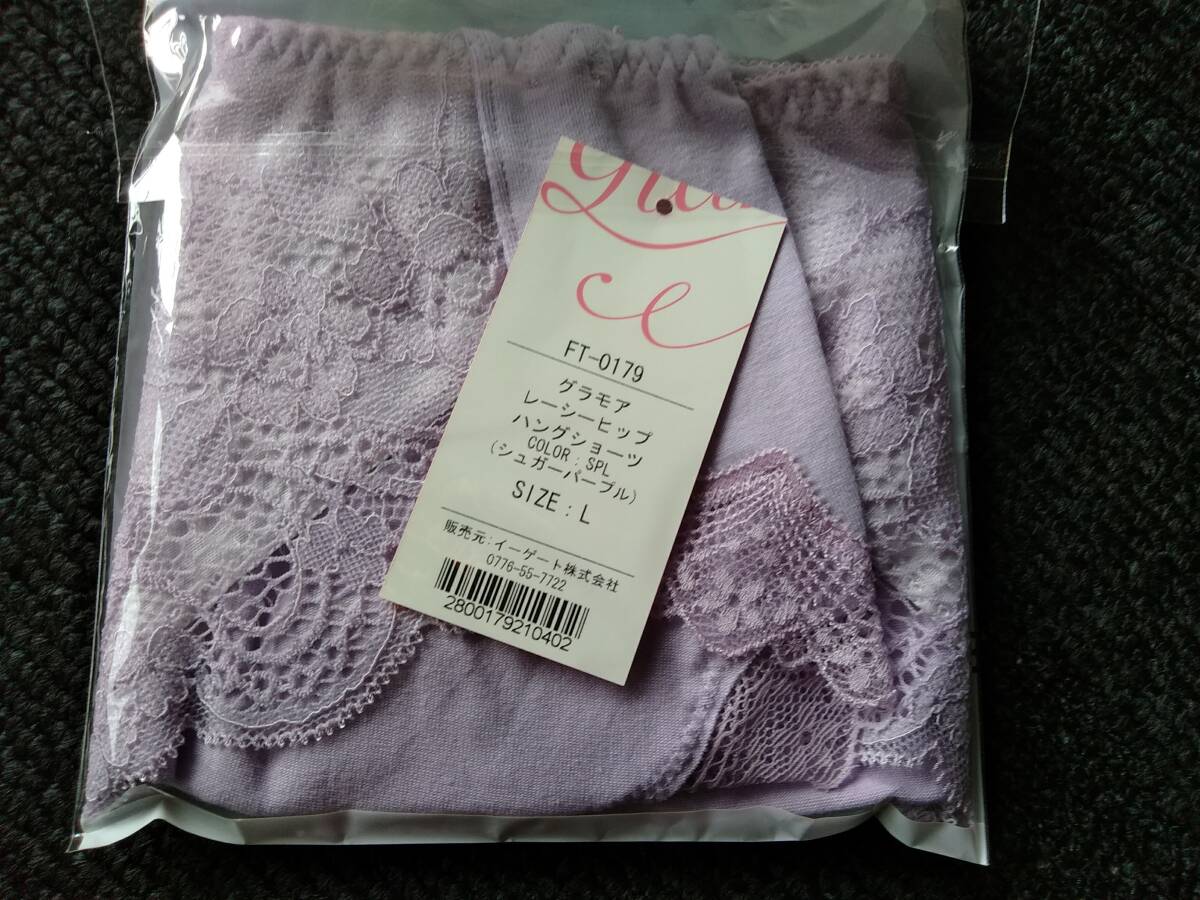 FT-0179
グラモア
レーシーヒップ
ハングショーツ
COLOR:SPL
(シュガーパープル)
SIZE:L
販売元:イーゲート株式会社
0776-55-7722
2800179210402